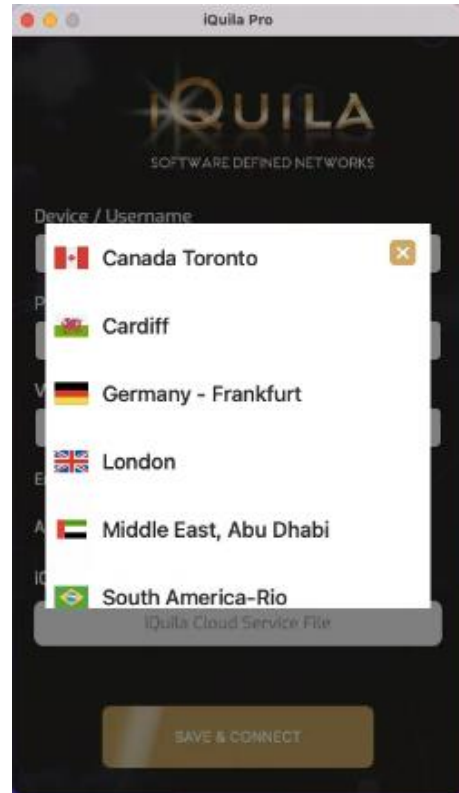 iQuila Pro
iQUILA
SOFTWARE DEFINED NETWORKS
Device / Username
Canada Toronto
Cardiff
Germany - Frankfurt
London
Middle East, Abu Dhabi
South America-Rio
iQuila Cloud Service File
SAVE & CONNECT